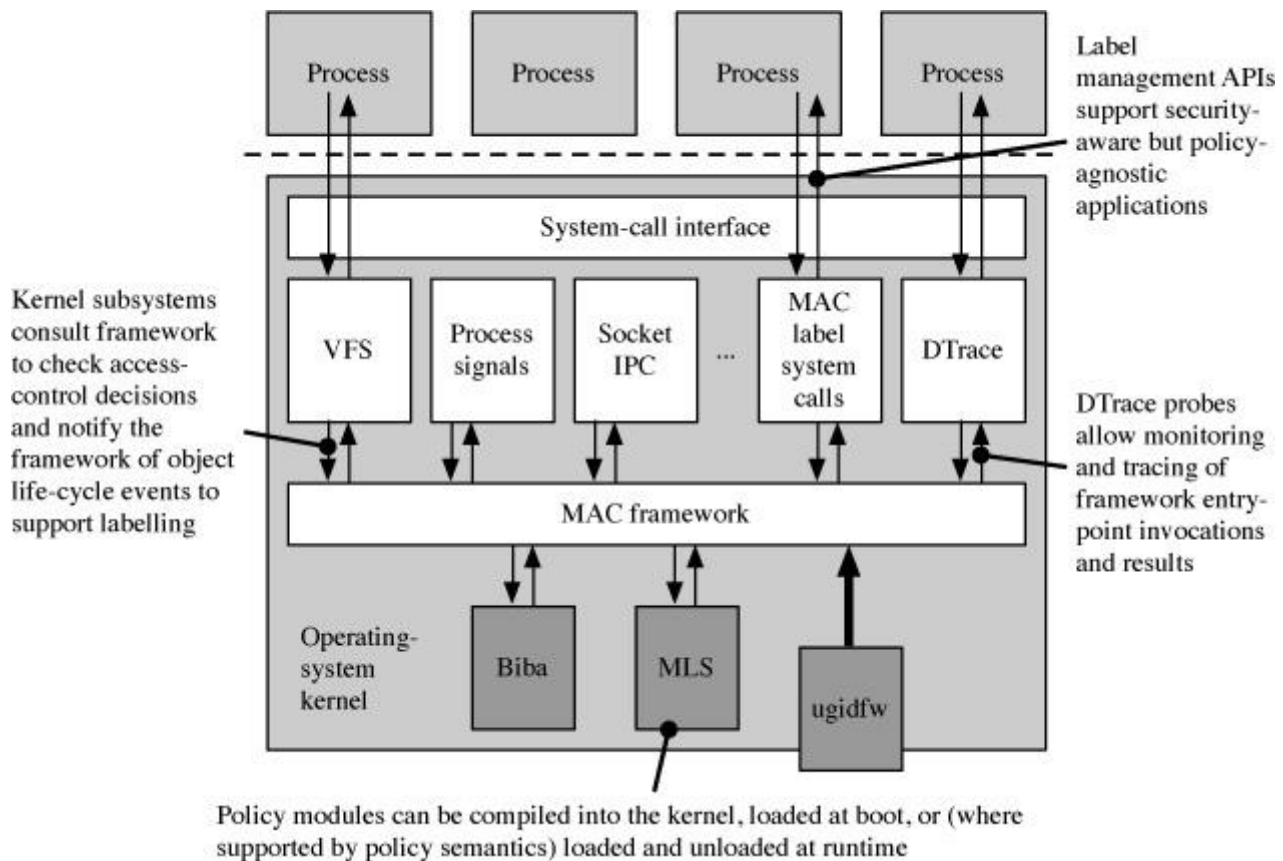 Process
Process
Process
Process
Label
management APIs
support security-
aware but policy-
agnostic
applications
System-call interface
Kernel subsystems
consult framework
to check access-
control decisions
and notify the
framework of object
life-cycle events to
support labelling
VFS
Process
signals
Socket
IPC
...
MAC
label
system
calls
DTrace
DTrace probes
allow monitoring
and tracing of
framework entry-
point invocations
and results
MAC framework
Operating-
system
kernel
Biba
MLS
ugidfw
Policy modules can be compiled into the kernel, loaded at boot, or (where
supported by policy semantics) loaded and unloaded at runtime